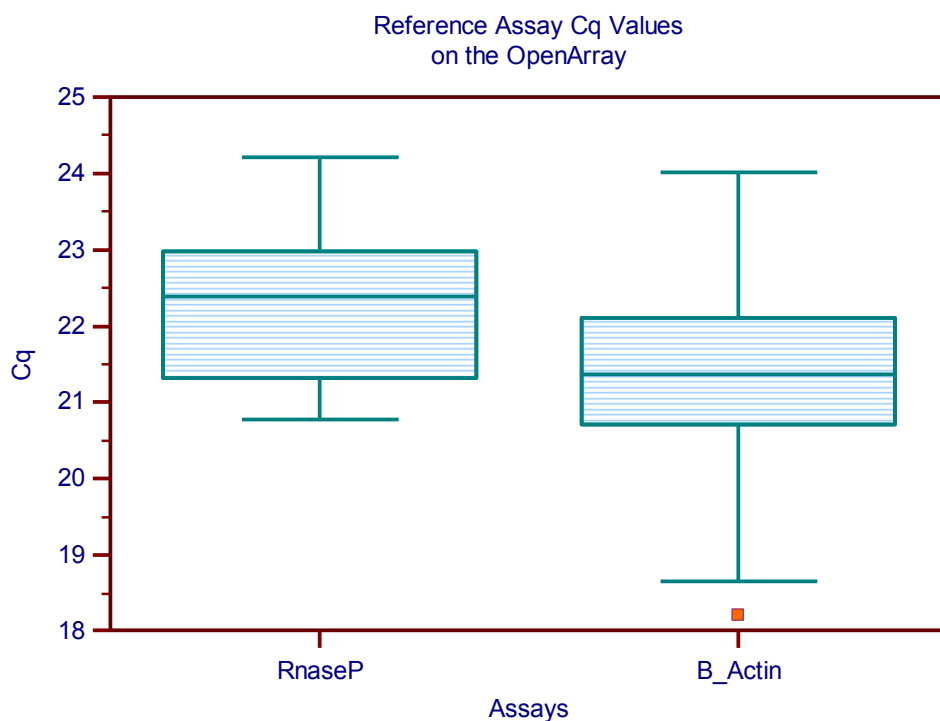 Reference Assay Cq Values
on the OpenArray
25
24
23
22
21
20
19
18
Cq
RnaseP
B_Actin
Assays